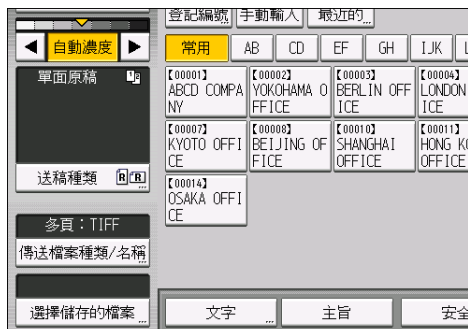 登記編號 手動輸入 最近的
自動濃度
常用 AB CD EF GH IJK
單面原稿
【00001】 【00002】 【00003】 【00004】
ABCD COMPA YOKOHAMA O BERLIN OFF LONDON
NY FFICE ICE ICE
【00007】 【00008】 【00010】 【00011】
KYOTO OFFI BEIJING OF SHANGHAI HONG K
CE FICE OFFICE OFFICE
送稿種類 R R
【00014】
OSAKA OFFI
CE
多頁：TIFF
傳送檔案種類/名稱
選擇儲存的檔案
文字 主旨 安全